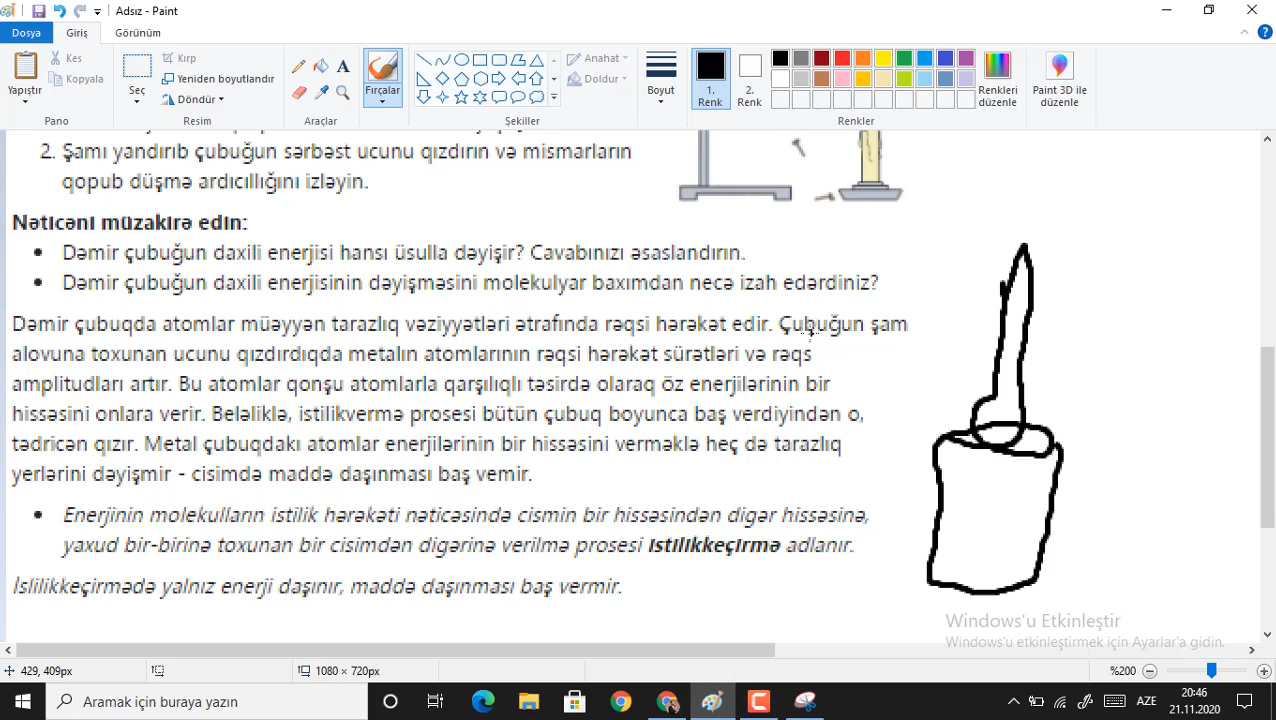 Adsız - Paint
Dosya
Giriş
Görünüm
Yapıştır
Kes
Kopyala
Pano
Seç
Kırp
Yeniden boyutlandır
Döndür
Resim
A
Araçlar
Fırçalar
Anahat
Doldur
Şekiller
Boyut
1. Renk
2. Renk
Renkler
Renkleri düzenle
Paint 3D ile düzenle
2. Şamı yandırıb çubuğun sərbəst ucunu qızdırın və mismarların
qopub düşmə ardıcıllığını izləyin.
Nəticəni müzakirə edin:
• Dəmir çubuğun daxili enerjisi hansı üsulla dəyişir? Cavabınızı əsaslandırın.
• Dəmir çubuğun daxili enerjisinin dəyişməsini molekulyar baxımdan necə izah edərdiniz?
Dəmir çubuqda atomlar müəyyən tarazlıq vəziyyətləri ətrafında rəqsi hərəkət edir. Çubuğun şam
alovuna toxunan ucunu qızdırdıqda metalın atomlarının rəqsi hərəkət sürətləri və rəqs
amplitudları artır. Bu atomlar qonşu atomlarla qarşılıqlı təsirdə olaraq öz enerjilərinin bir
hissəsini onlara verir. Beləliklə, istilikvermə prosesi bütün çubuq boyunca baş verdiyindən o,
tədricən qızır. Metal çubuqdakı atomlar enerjilərinin bir hissəsini verməklə heç də tarazlıq
yerlərini dəyişmir - cisimdə maddə daşınması baş vemir.
• Enerjinin molekulların istilik hərəkəti nəticəsində cismin bir hissəsindən digər hissəsinə,
yaxud bir-birinə toxunan bir cisimdən digərinə verilmə prosesi istilikkeçirmə adlanır.
İslilikkeçirmədə yalnız enerji daşınır, maddə daşınması baş vermir.
Windows'u Etkinleştir
Windows'u etkinleştirmek için Ayarlar'a gidin.
429, 409px
1080 × 720px
%200
Aramak için buraya yazın
AZE
20:46
21.11.2020